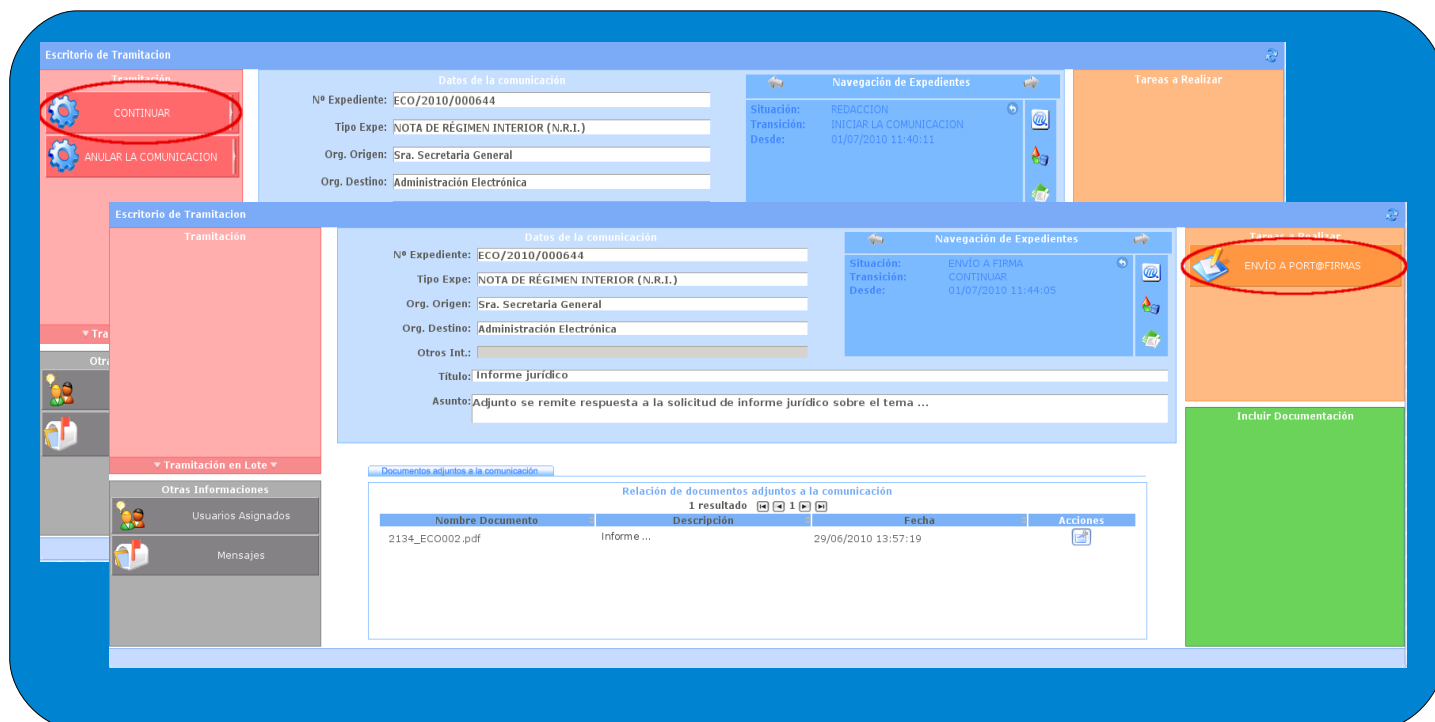 Escritorio de Tramitacion
Tramitación
CONTINUAR
ANULAR LA COMUNICACION
Datos de la comunicación
Nº Expediente: ECO/2010/000644
Tipo Expe: NOTA DE RÉGIMEN INTERIOR (N.R.I.)
Org. Origen: Sra. Secretaria General
Org. Destino: Administración Electrónica
Navegación de Expedientes
Situación: REDACCION
Transición: INICIAR LA COMUNICACION
Desde: 01/07/2010 11:40:11
Tareas a Realizar
▾ Tra
Otr
Escritorio de Tramitacion
Tramitación
▾ Tramitación en Lote ▾
Otras Informaciones
Usuarios Asignados
Mensajes
Datos de la comunicación
Nº Expediente: ECO/2010/000644
Tipo Expe: NOTA DE RÉGIMEN INTERIOR (N.R.I.)
Org. Origen: Sra. Secretaria General
Org. Destino: Administración Electrónica
Otros Int.:
Título: Informe jurídico
Asunto: Adjunto se remite respuesta a la solicitud de informe jurídico sobre el tema ...
Navegación de Expedientes
Situación: ENVÍO A FIRMA
Transición: CONTINUAR
Desde: 01/07/2010 11:44:05
Tareas a Realizar
ENVÍO A PORT@FIRMAS
Incluir Documentación
Documentos adjuntos a la comunicación
Relación de documentos adjuntos a la comunicación
1 resultado 1
Nombre Documento Descripción Fecha Acciones
2134_ECO002.pdf Informe ... 29/06/2010 13:57:19